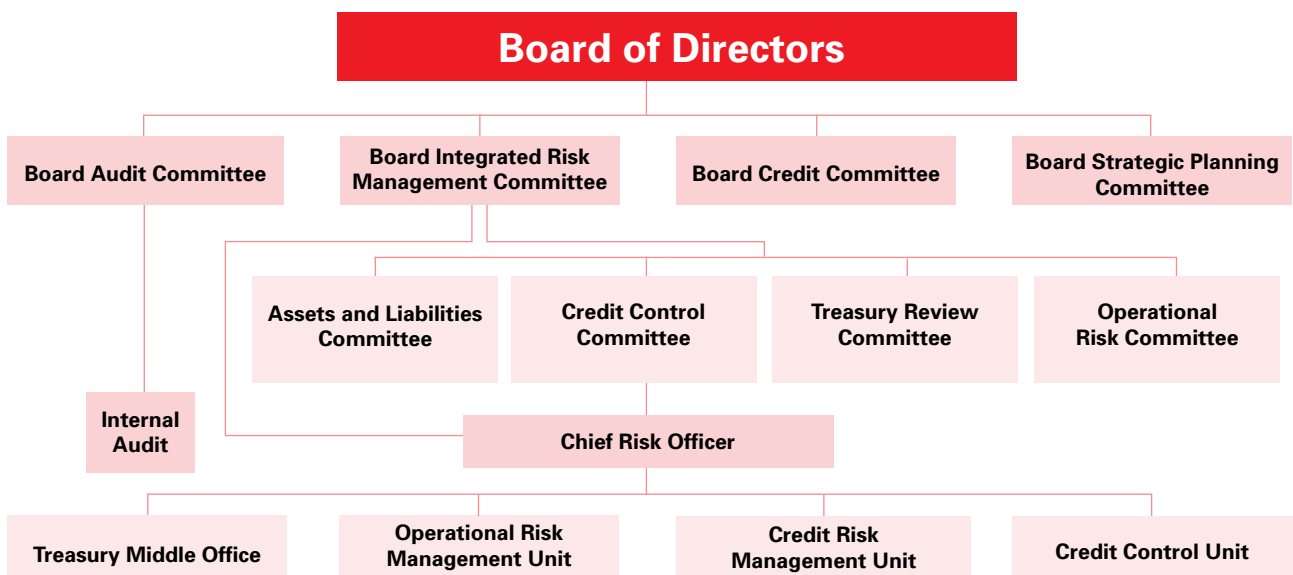 Board of Directors
Board Audit Committee
Board Integrated Risk
Management Committee
Board Credit Committee
Board Strategic Planning
Committee
Assets and Liabilities
Committee
Credit Control
Committee
Treasury Review
Committee
Operational
Risk Committee
Internal
Audit
Chief Risk Officer
Treasury Middle Office
Operational Risk
Management Unit
Credit Risk
Management Unit
Credit Control Unit